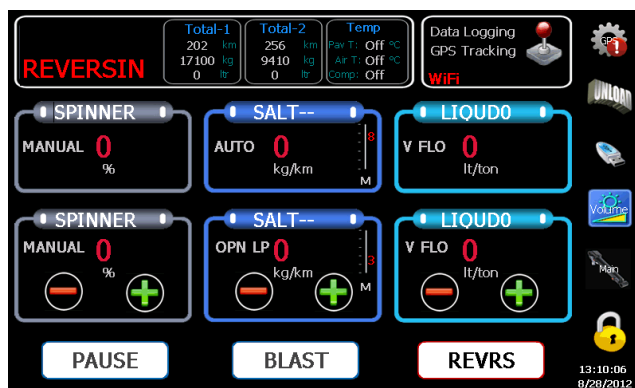 REVERSIN
Total-1
202 km
17100 kg
0 ltr
Total-2
256 km
9410 kg
0 ltr
Temp
Pav T: Off ºC
Air T: Off ºC
Comp: Off
Data Logging
GPS Tracking
WiFi
GPS
UNLOAD
SPINNER
MANUAL 0
%
SALT--
AUTO 0
kg/km
8
M
LIQUD0
V FLO 0
lt/ton
Volume
SPINNER
MANUAL 0
%
SALT--
OPN LP 0
kg/km
3
M
LIQUD0
V FLO 0
lt/ton
Main
PAUSE
BLAST
REVRS
13:10:06
8/28/2012